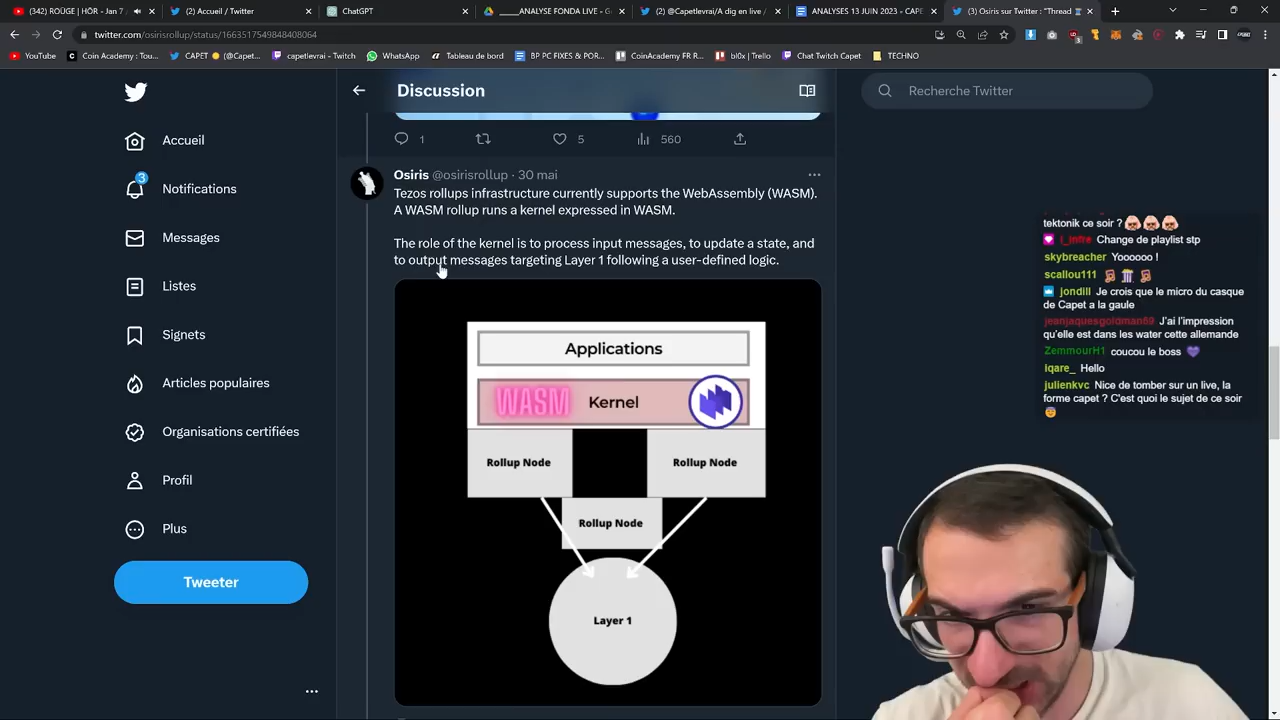 (342) ROÜGE | HÖR - Jan 7
(2) Accueil / Twitter
ChatGPT
_____ANALYSE FONDA LIVE - G
(2) @Capetlevrai/A dig en live /
ANALYSES 13 JUIN 2023 - CAPE
(3) Osiris sur Twitter : "Thread
twitter.com/osirisrollup/status/1663517549848408064
YouTube
Coin Academy : Tou...
CAPET (@Capet...
capetlevrai - Twitch
WhatsApp
Tableau de bord
BP PC FIXES & POR...
CoinAcademy FR R...
bl0x | Trello
Chat Twitch Capet
TECHNO
Discussion
Recherche Twitter
Accueil
3
Notifications
Messages
Listes
Signets
Articles populaires
Organisations certifiées
Profil
Plus
Tweeter
1
5
560
Osiris @osirisrollup · 30 mai
Tezos rollups infrastructure currently supports the WebAssembly (WASM).
A WASM rollup runs a kernel expressed in WASM.
The role of the kernel is to process input messages, to update a state, and
to output messages targeting Layer 1 following a user-defined logic.
Applications
WASM Kernel
Rollup Node
Rollup Node
Rollup Node
Layer 1
tektonik ce soir ?
l_infre Change de playlist stp
skybreacher Yoooooo !
scallou111
jondill Je crois que le micro du casque
de Capet a la gaule
jeanjaquesgoldman69 J'ai l'impression
qu'elle est dans les water cette allemande
ZemmourH1 coucou le boss
iqare_ Hello
julienkvc Nice de tomber sur un live, la
forme capet ? C'est quoi le sujet de ce soir